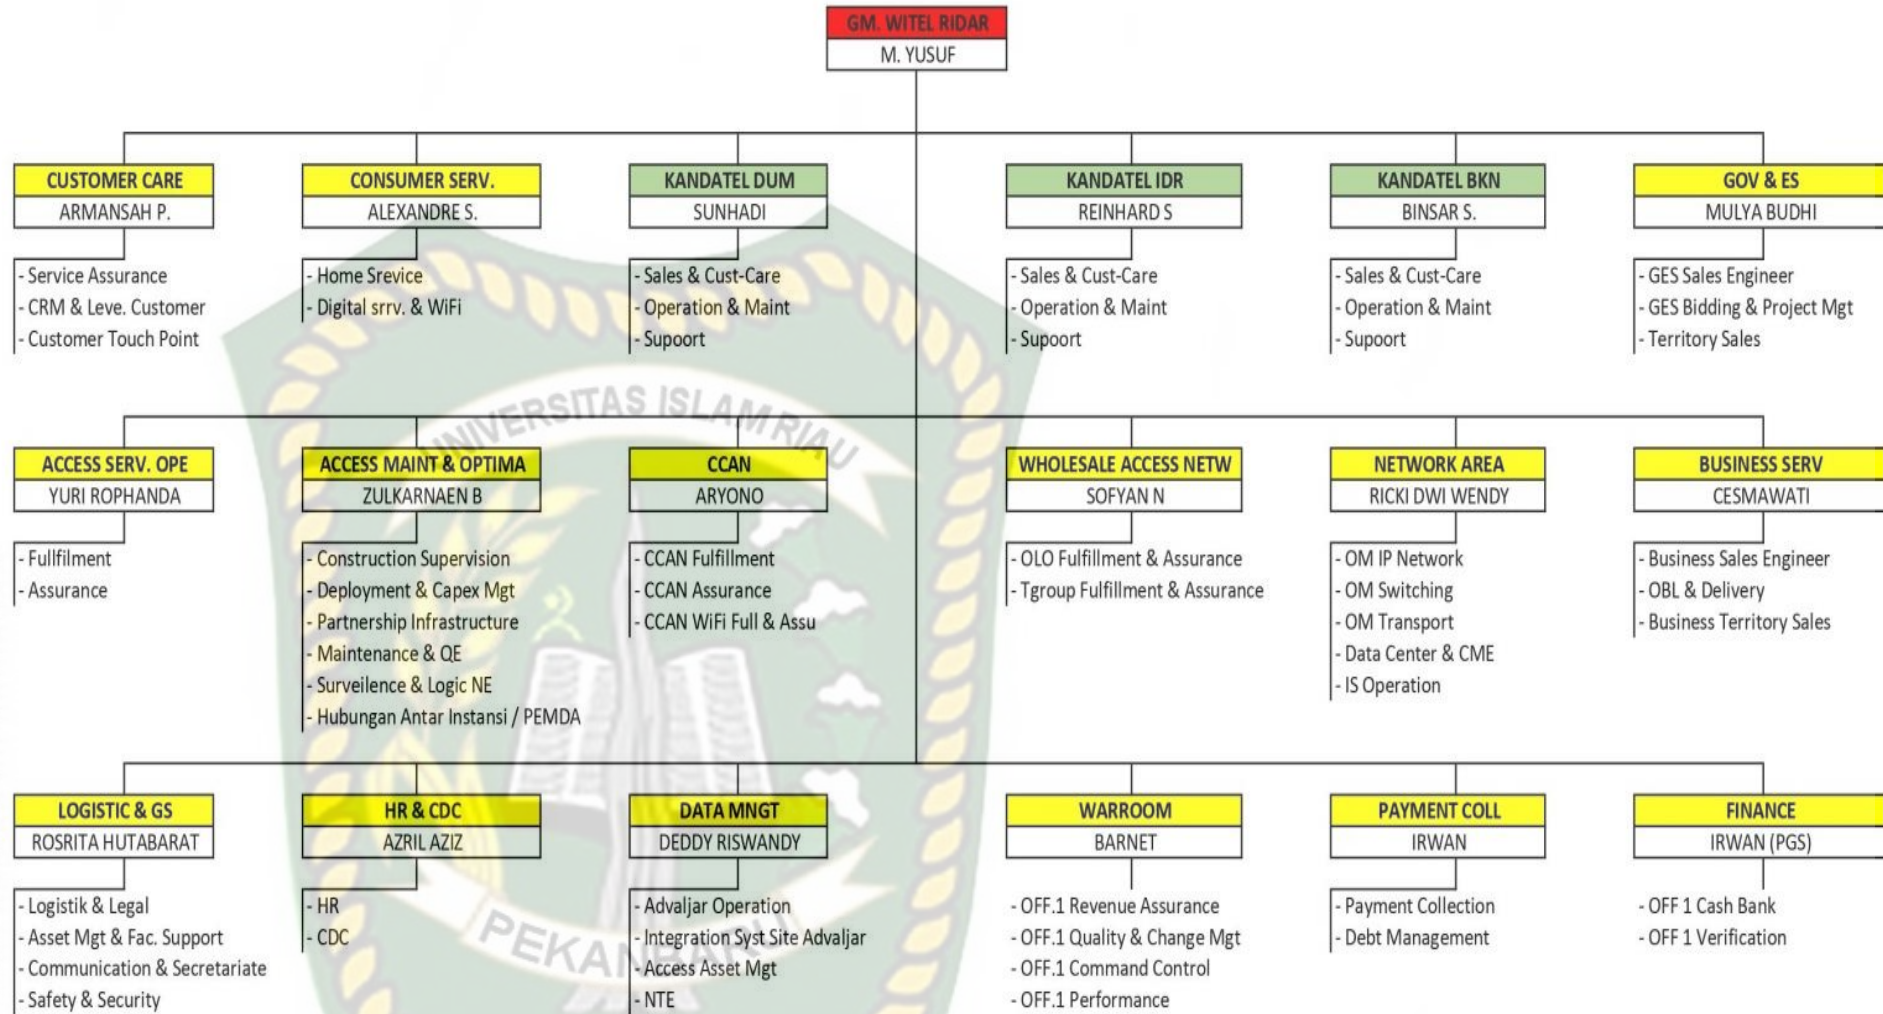 GM. WITEL RIDAR
M. YUSUF
CUSTOMER CARE
ARMANSAH P.
- Service Assurance
- CRM & Leve. Customer
- Customer Touch Point
CONSUMER SERV.
ALEXANDRE S.
- Home Srevice
- Digital srrv. & WiFi
KANDATEL DUM
SUNHADI
- Sales & Cust-Care
- Operation & Maint
- Supoort
KANDATEL IDR
REINHARD S
- Sales & Cust-Care
- Operation & Maint
- Supoort
KANDATEL BKN
BINSAR S.
- Sales & Cust-Care
- Operation & Maint
- Supoort
GOV & ES
MULYA BUDHI
- GES Sales Engineer
- GES Bidding & Project Mgt
- Territory Sales
UNIVERSITAS ISLAM RIAU
ACCESS SERV. OPE
YURI ROPHANDA
- Fullfilment
- Assurance
ACCESS MAINT & OPTIMA
ZULKARNAEN B
- Construction Supervision
- Deployment & Capex Mgt
- Partnership Infrastructure
- Maintenance & QE
- Surveilence & Logic NE
- Hubungan Antar Instansi / PEMDA
CCAN
ARYONO
- CCAN Fulfillment
- CCAN Assurance
- CCAN WiFi Full & Assu
WHOLESALE ACCESS NETW
SOFYAN N
- OLO Fulfillment & Assurance
- Tgroup Fulfillment & Assurance
NETWORK AREA
RICKI DWI WENDY
- OM IP Network
- OM Switching
- OM Transport
- Data Center & CME
- IS Operation
BUSINESS SERV
CESMAWATI
- Business Sales Engineer
- OBL & Delivery
- Business Territory Sales
LOGISTIC & GS
ROSRITA HUTABARAT
- Logistik & Legal
- Asset Mgt & Fac. Support
- Communication & Secretariate
- Safety & Security
HR & CDC
AZRIL AZIZ
- HR
- CDC
DATA MNGT
DEDDY RISWANDY
- Advaljar Operation
- Integration Syst Site Advaljar
- Access Asset Mgt
- NTE
WARROOM
BARNET
- OFF.1 Revenue Assurance
- OFF.1 Quality & Change Mgt
- OFF.1 Command Control
- OFF.1 Performance
PAYMENT COLL
IRWAN
- Payment Collection
- Debt Management
FINANCE
IRWAN (PGS)
- OFF 1 Cash Bank
- OFF 1 Verification
PEKANBARU